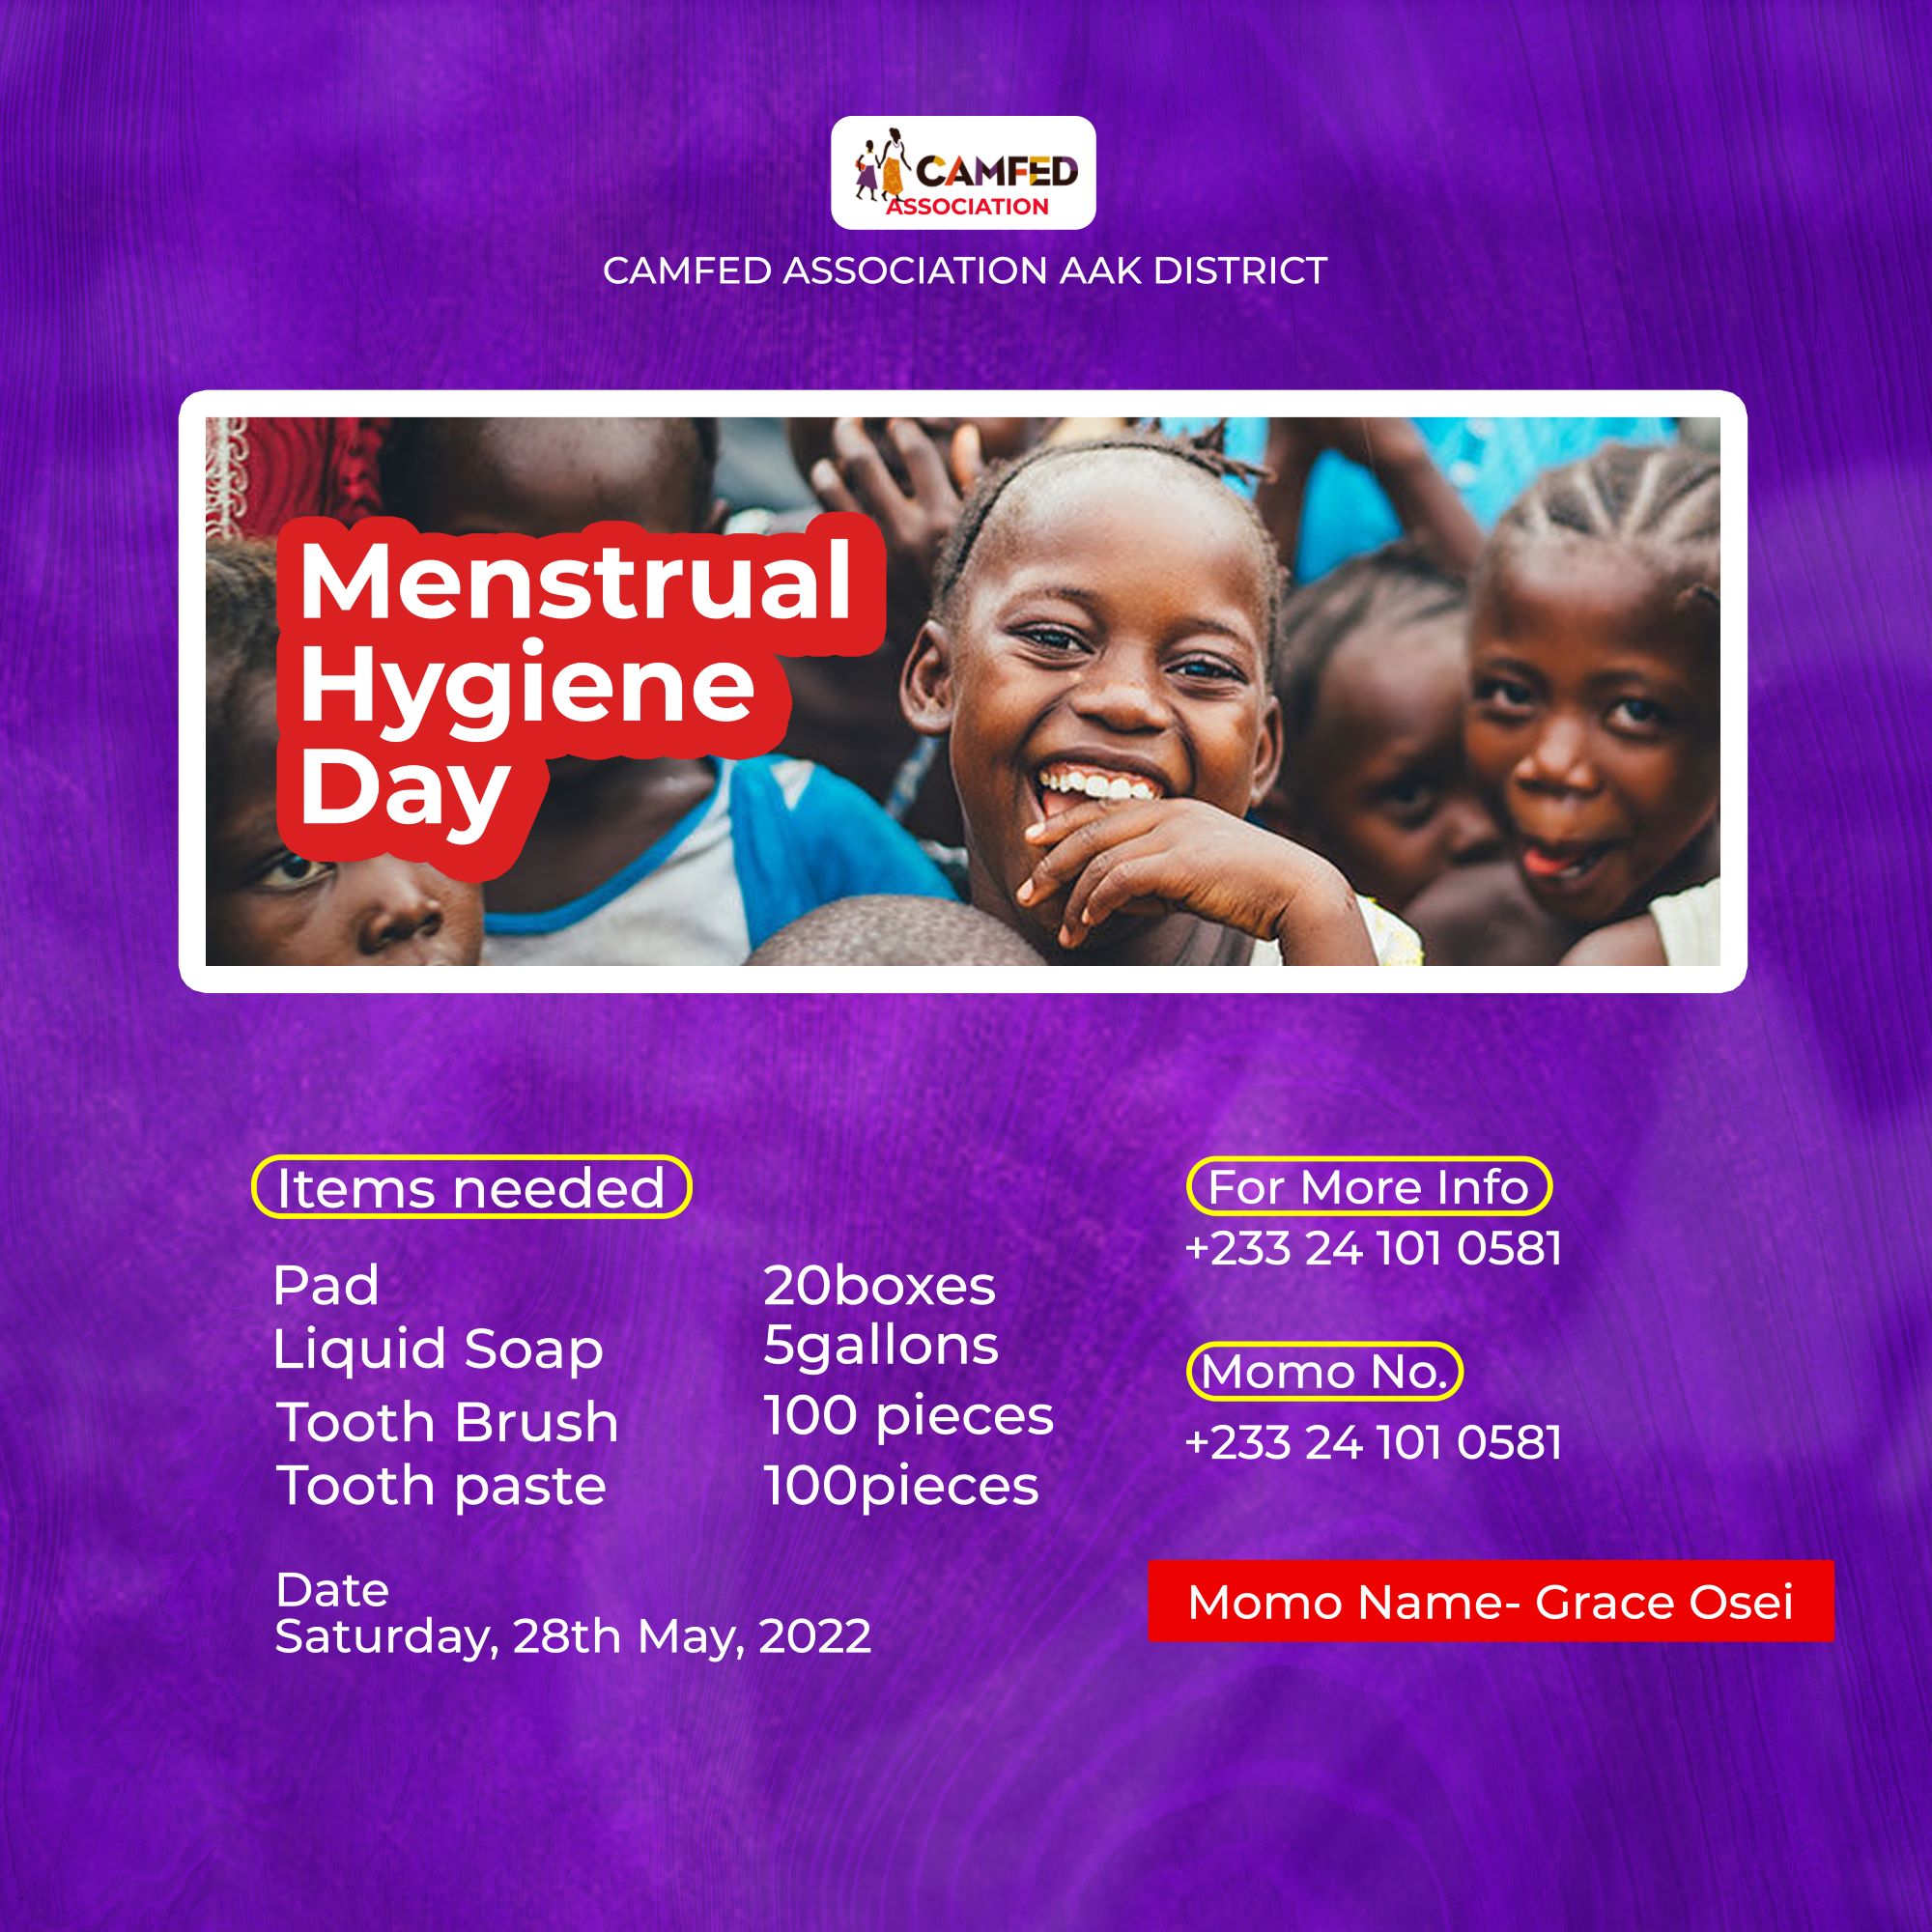 CAMFED
ASSOCIATION
CAMFED ASSOCIATION AAK DISTRICT
Menstrual
Hygiene
Day
Items needed
Pad 20boxes
Liquid Soap 5gallons
Tooth Brush 100 pieces
Tooth paste 100pieces
Date
Saturday, 28th May, 2022
For More Info
+233 24 101 0581
Momo No.
+233 24 101 0581
Momo Name- Grace Osei